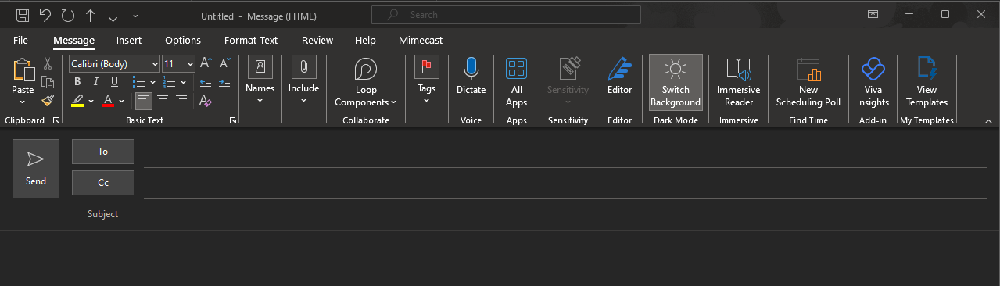 Untitled - Message (HTML)
Search
File Message Insert Options Format Text Review Help Mimecast
Calibri (Body) 11
B I U
A
Paste
Names
Include
Loop
Components
Tags
Dictate
All
Apps
Sensitivity
Editor
Switch
Background
Immersive
Reader
New
Scheduling Poll
Viva
Insights
View
Templates
Clipboard
Basic Text
Collaborate
Voice
Apps
Sensitivity
Editor
Dark Mode
Immersive
Find Time
Add-in
My Templates
Send
To
Cc
Subject